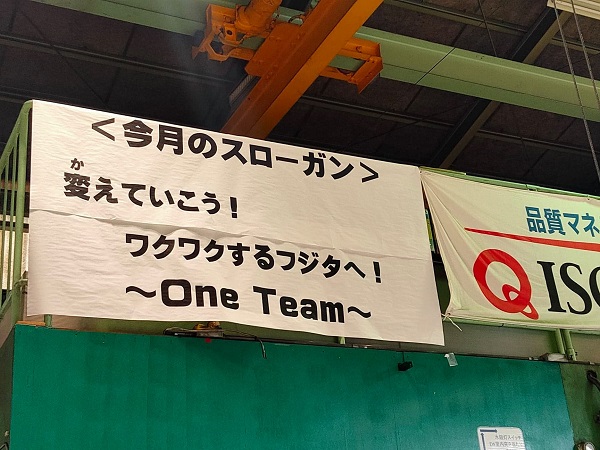 ＜今月のスローガン＞
か
変えていこう！
ワクワクするフジタへ！
～One Team～
品質マネ
ISO